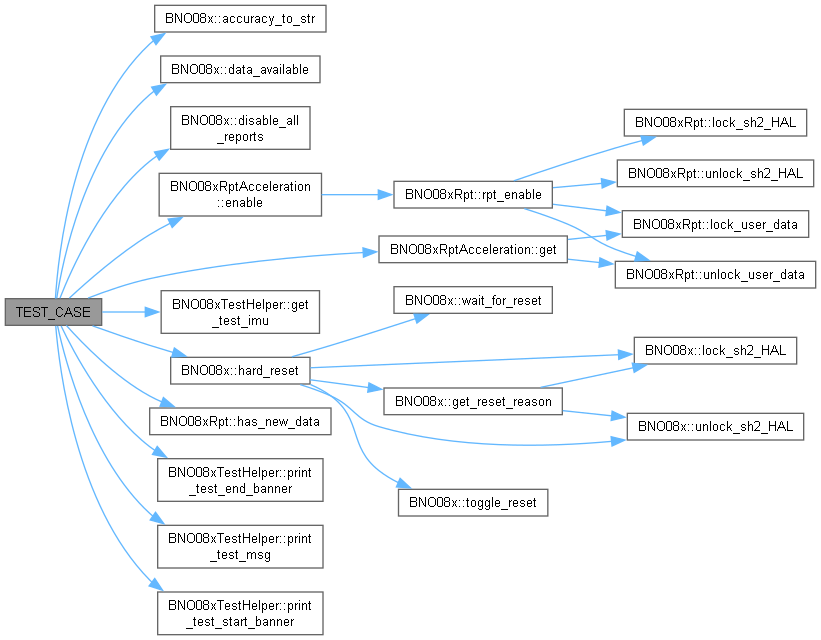 TEST_CASE
BNO08x::accuracy_to_str
BNO08x::data_available
BNO08x::disable_all
_reports
BNO08xRptAcceleration
::enable
BNO08xRpt::rpt_enable
BNO08xRpt::lock_sh2_HAL
BNO08xRpt::unlock_sh2_HAL
BNO08xRpt::lock_user_data
BNO08xRpt::unlock_user_data
BNO08xRptAcceleration::get
BNO08xTestHelper::get
_test_imu
BNO08x::hard_reset
BNO08x::wait_for_reset
BNO08x::lock_sh2_HAL
BNO08x::get_reset_reason
BNO08x::unlock_sh2_HAL
BNO08x::toggle_reset
BNO08xRpt::has_new_data
BNO08xTestHelper::print
_test_end_banner
BNO08xTestHelper::print
_test_msg
BNO08xTestHelper::print
_test_start_banner